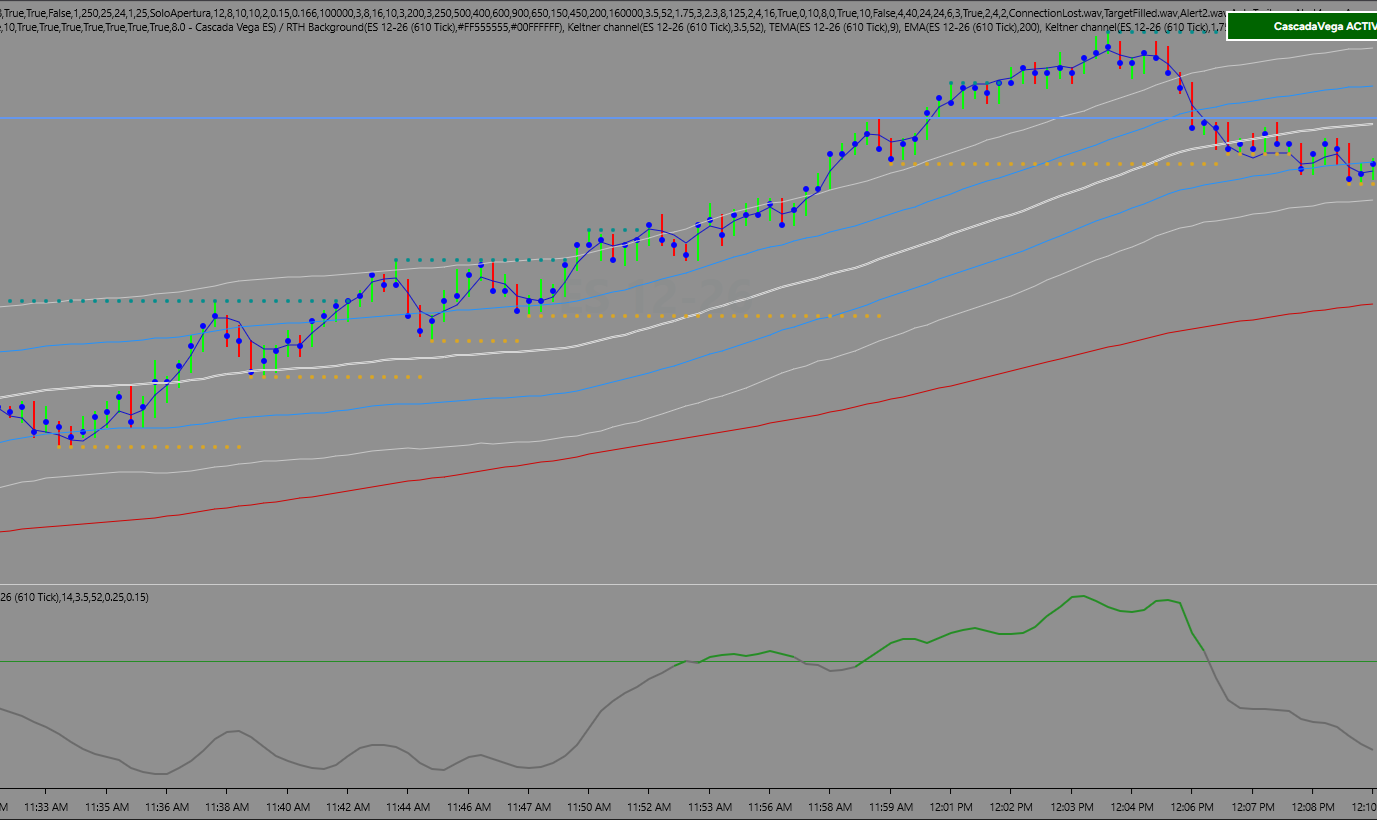 3,True,True,False,1,250,25,24,1,25,SoloApertura,12,8,10,10,2,0.15,0.166,100000,3,8,16,10,3,200,3,250,500,400,600,900,650,150,450,200,160000,3.5,52,1.75,3,2.3,8,125,2,4,16,True,0,10,8,0,True,10,False,4,40,24,24,6,3,True,2,4,2,ConnectionLost.wav,TargetFilled.wav,Alert2.wav
,10,True,True,True,True,True,True,True,8.0 - Cascada Vega ES) / RTH Background(ES 12-26 (610 Tick),#FF555555,#00FFFFFF), Keltner channel(ES 12-26 (610 Tick),3.5,52), TEMA(ES 12-26 (610 Tick),9), EMA(ES 12-26 (610 Tick),200), Keltner channel(ES 12-26 (610 Tick),1,75
CascadaVega ACTIV
ES 12-26
26 (610 Tick),14,3.5,52,0.25,0.15)
M 11:33 AM 11:35 AM 11:36 AM 11:38 AM 11:40 AM 11:42 AM 11:44 AM 11:46 AM 11:47 AM 11:50 AM 11:52 AM 11:53 AM 11:56 AM 11:58 AM 11:59 AM 12:01 PM 12:02 PM 12:03 PM 12:04 PM 12:06 PM 12:07 PM 12:08 PM 12:10